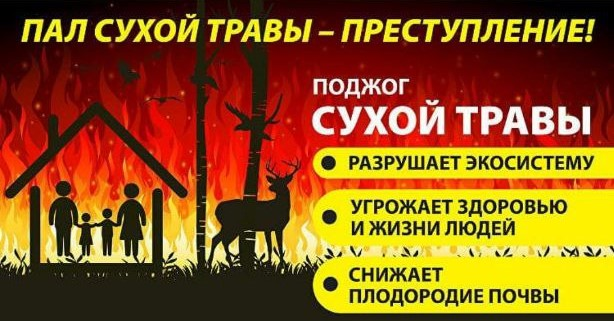 ПАЛ СУХОЙ ТРАВЫ – ПРЕСТУПЛЕНИЕ!
ПОДЖОГ
СУХОЙ ТРАВЫ
РАЗРУШАЕТ ЭКОСИСТЕМУ
УГРОЖАЕТ ЗДОРОВЬЮ
И ЖИЗНИ ЛЮДЕЙ
СНИЖАЕТ
ПЛОДОРОДИЕ ПОЧВЫ